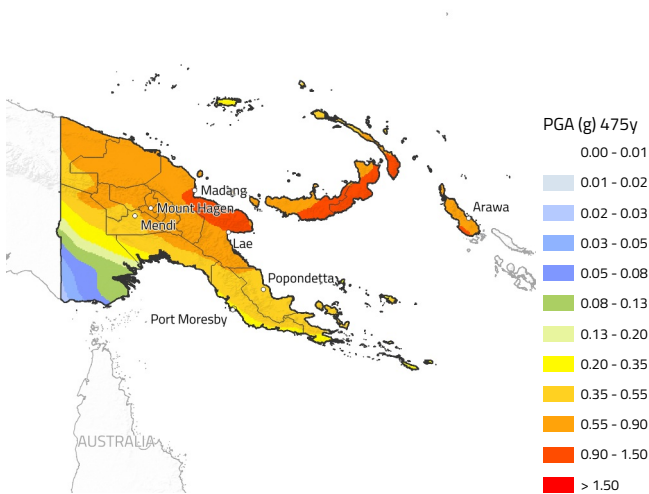 PGA (g) 475y
0.00 - 0.01
0.01 - 0.02
0.02 - 0.03
0.03 - 0.05
0.05 - 0.08
0.08 - 0.13
0.13 - 0.20
0.20 - 0.35
0.35 - 0.55
0.55 - 0.90
0.90 - 1.50
> 1.50
Madang
Mount Hagen
Mendi
Arawa
Lae
Popondetta
Port Moresby
AUSTRALIA